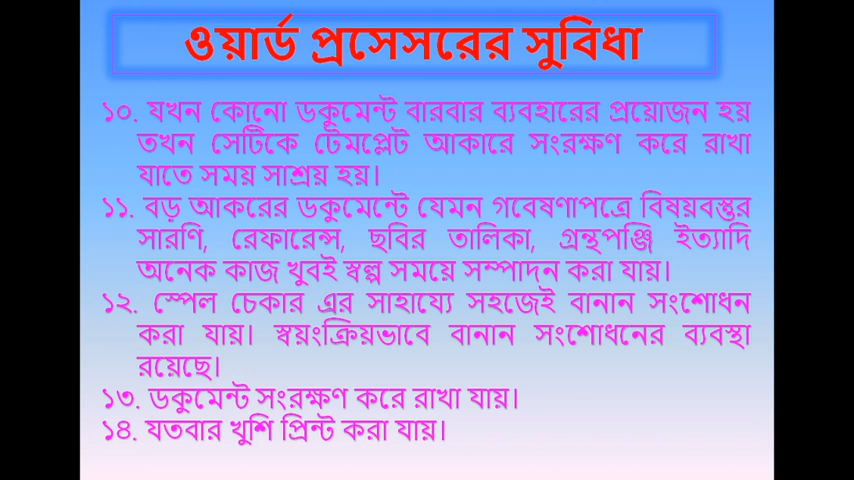 ওয়ার্ড প্রসেসরের সুবিধা
১০. যখন কোনো ডকুমেন্ট বারবার ব্যবহারের প্রয়োজন হয়
তখন সেটিকে টেমপ্লেট আকারে সংরক্ষণ করে রাখা
যাতে সময় সাশ্রয় হয়।
১১. বড় আকরের ডকুমেন্টে যেমন গবেষণাপত্রে বিষয়বস্তুর
সারণি, রেফারেন্স, ছবির তালিকা, গ্রন্থপঞ্জি ইত্যাদি
অনেক কাজ খুবই স্বল্প সময়ে সম্পাদন করা যায়।
১২. স্পেল চেকার এর সাহায্যে সহজেই বানান সংশোধন
করা যায়। স্বয়ংক্রিয়ভাবে বানান সংশোধনের ব্যবস্থা
রয়েছে।
১৩. ডকুমেন্ট সংরক্ষণ করে রাখা যায়।
১৪. যতবার খুশি প্রিন্ট করা যায়।